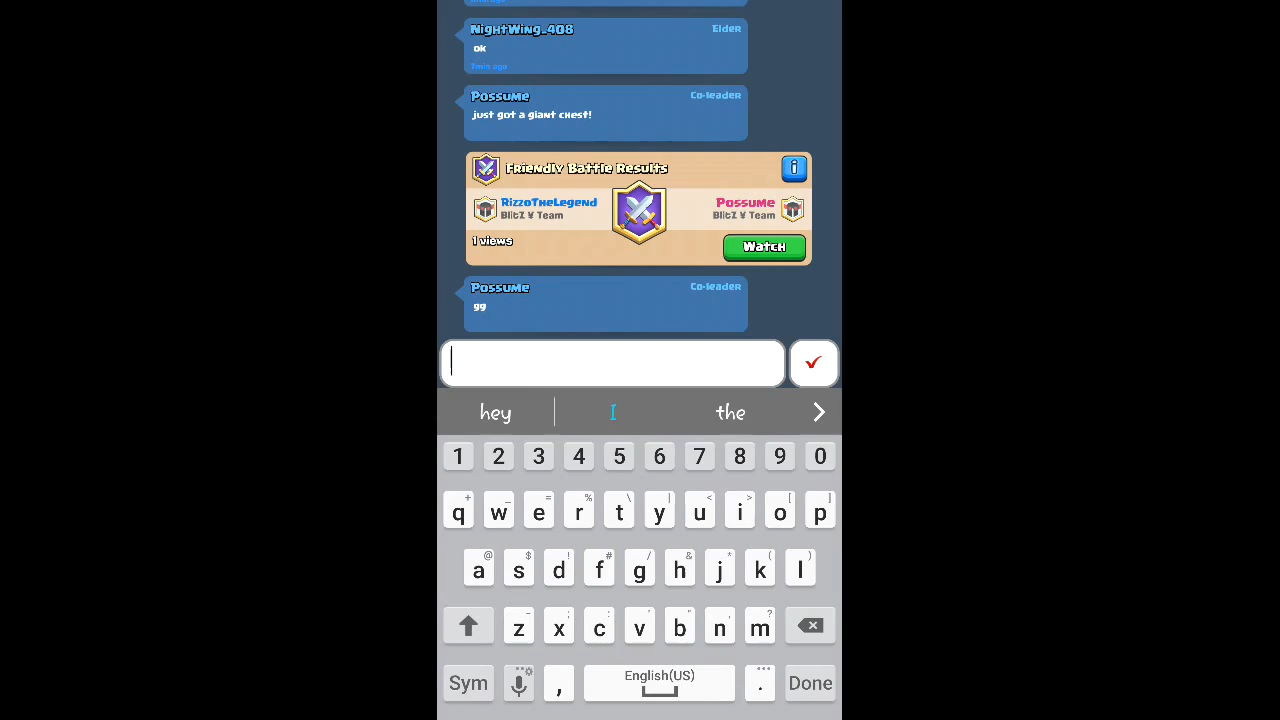 NightWing_408 Elder
ok
7min ago
Possume Co-leader
just got a giant chest!
Friendly Battle Results i
RizzoTheLegend Possume
BlitZ ¥ Team BlitZ ¥ Team
1 views Watch
Possume Co-leader
gg
hey I the
1 2 3 4 5 6 7 8 9 0
+ _ = % \ | < > [ ]
q w e r t y u i o p
@ $ ! # / & * ( )
a s d f g h j k l
- ; : ' " , ?
z x c v b n m
Sym , English(US) . Done